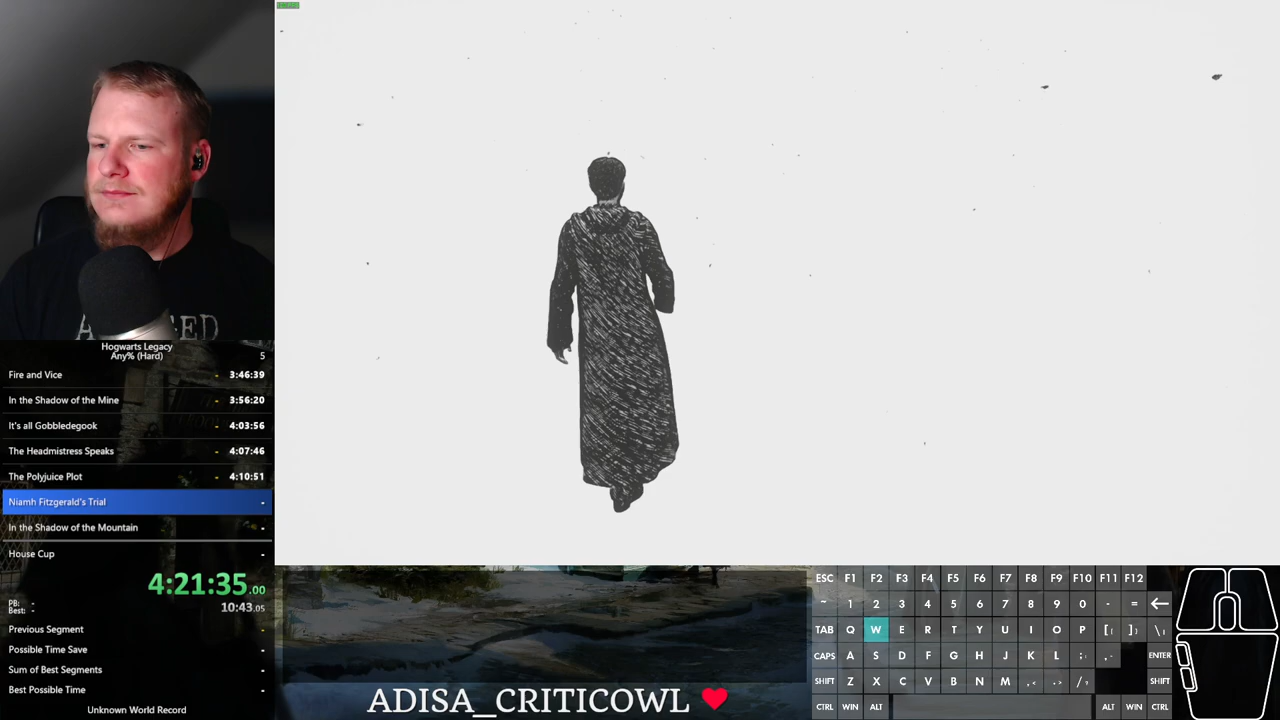 Hogwarts Legacy
Any% (Hard) 5
Fire and Vice - 3:46:39
In the Shadow of the Mine - 3:56:20
It's all Gobbledegook - 4:03:56
The Headmistress Speaks - 4:07:46
The Polyjuice Plot - 4:10:51
Niamh Fitzgerald's Trial -
In the Shadow of the Mountain -
House Cup -
4:21:35.00
PB: - 10:43.05
Best: -
Previous Segment -
Possible Time Save -
Sum of Best Segments -
Best Possible Time -
Unknown World Record
ADISA_CRITICOWL
ESC F1 F2 F3 F4 F5 F6 F7 F8 F9 F10 F11 F12
~ 1 2 3 4 5 6 7 8 9 0 - =
TAB Q W E R T Y U I O P [{ ]} \|
CAPS A S D F G H J K L ;: ENTER
SHIFT Z X C V B N M ,< .> /? SHIFT
CTRL WIN ALT ALT WIN CTRL